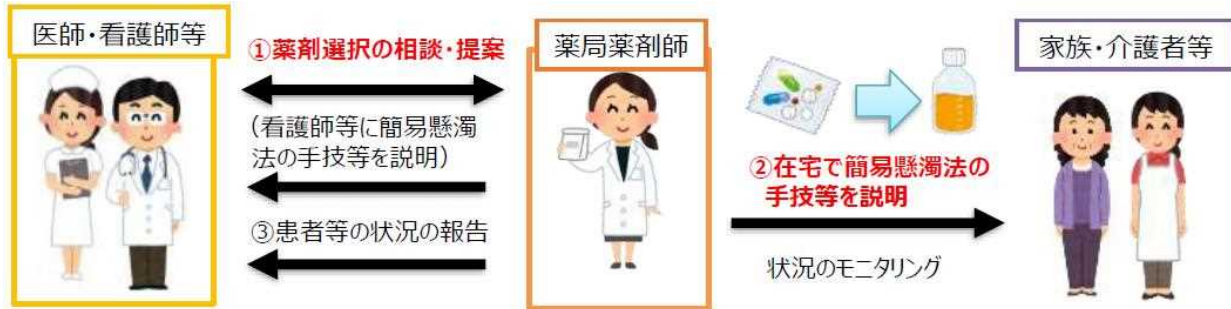 医師・看護師等
①薬剤選択の相談・提案
(看護師等に簡易懸濁
法の手技等を説明)
③患者等の状況の報告
薬局薬剤師
②在宅で簡易懸濁法の
手技等を説明
状況のモニタリング
家族・介護者等